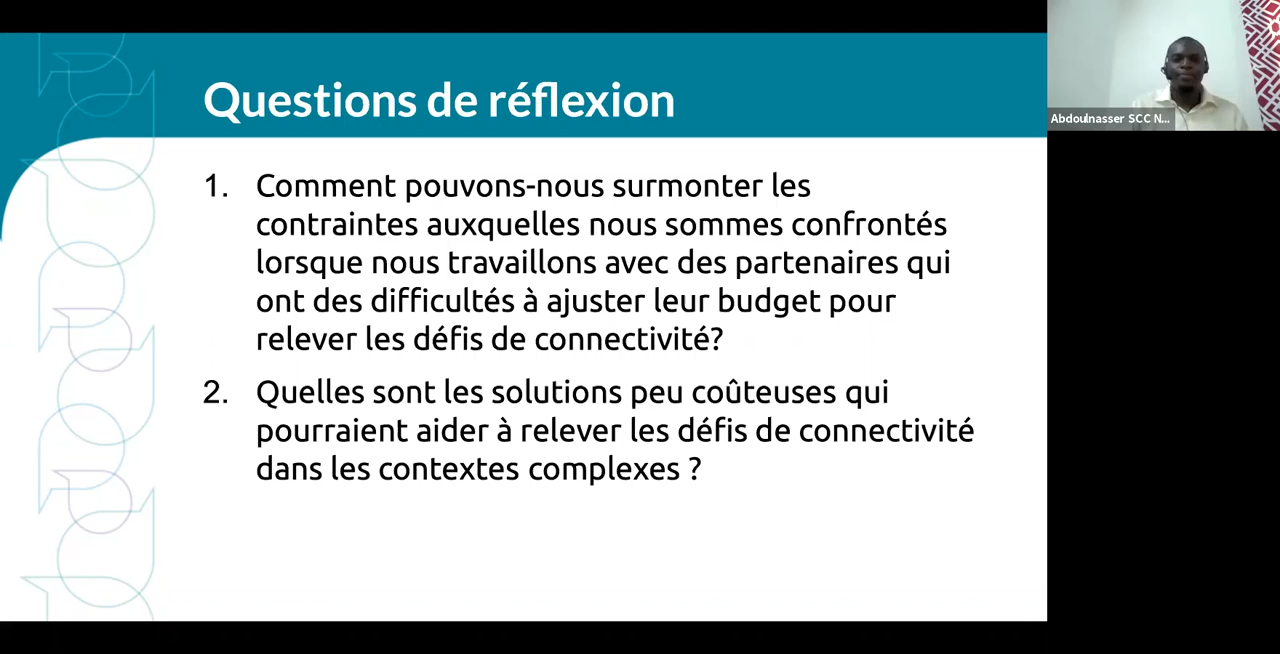 Questions de réflexion
1. Comment pouvons-nous surmonter les
contraintes auxquelles nous sommes confrontés
lorsque nous travaillons avec des partenaires qui
ont des difficultés à ajuster leur budget pour
relever les défis de connectivité?
2. Quelles sont les solutions peu coûteuses qui
pourraient aider à relever les défis de connectivité
dans les contextes complexes ?
Abdoulnasser SCC N...